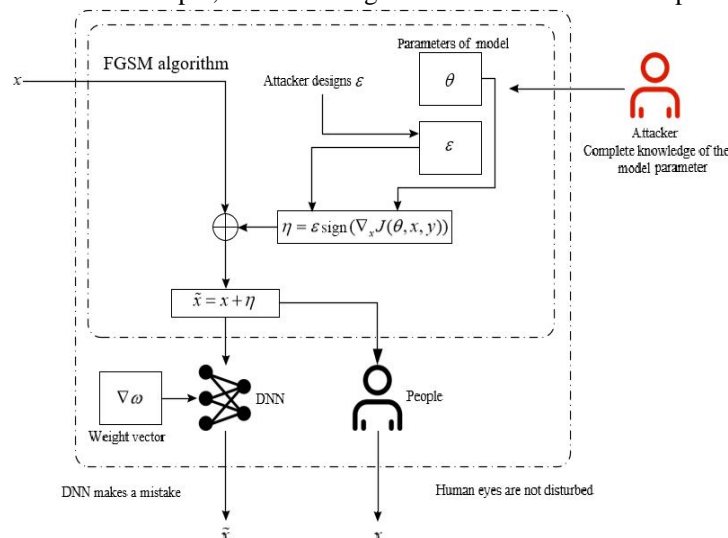 Parameters of model
FGSM algorithm
x
Attacker designs ε
θ
ε
Attacker
Complete knowledge of the
model parameter
η = ε sign (∇ₓJ(θ, x, y))
x̃ = x + η
∇ω
DNN
People
Weight vector
DNN makes a mistake
Human eyes are not disturbed
x̃
x